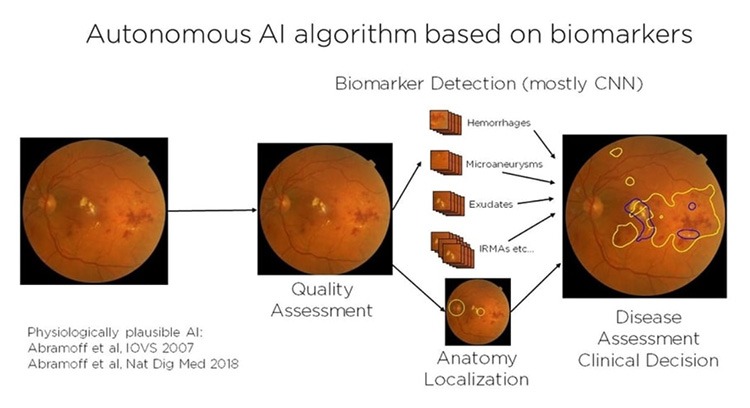 Autonomous AI algorithm based on biomarkers
Biomarker Detection (mostly CNN)
Hemorrhages
Microaneurysms
Exudates
IRMAs etc...
Quality
Assessment
Anatomy
Localization
Disease
Assessment
Clinical Decision
Physiologically plausible AI:
Abramoff et al, IOVS 2007
Abramoff et al, Nat Dig Med 2018